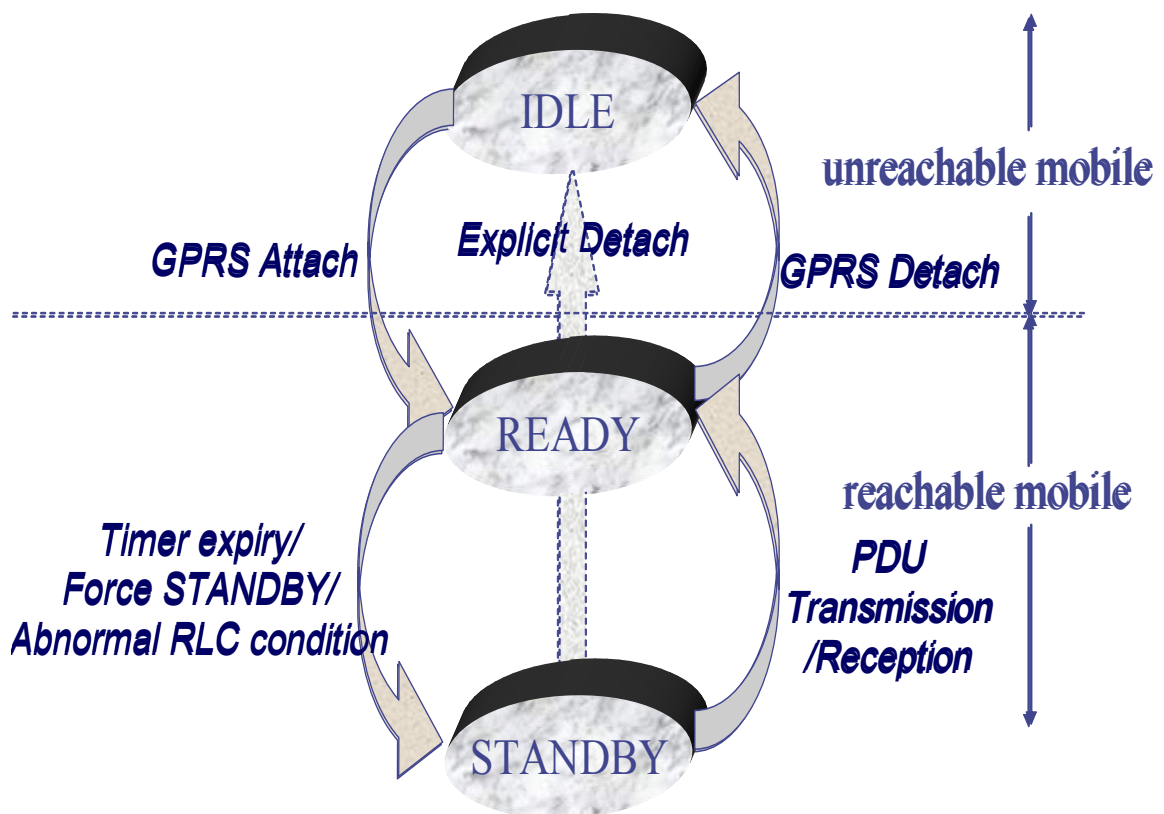 IDLE
unreachable mobile
GPRS Attach
Explicit Detach
GPRS Detach
READY
reachable mobile
Timer expiry/
Force STANDBY/
Abnormal RLC condition
PDU
Transmission
/Reception
STANDBY